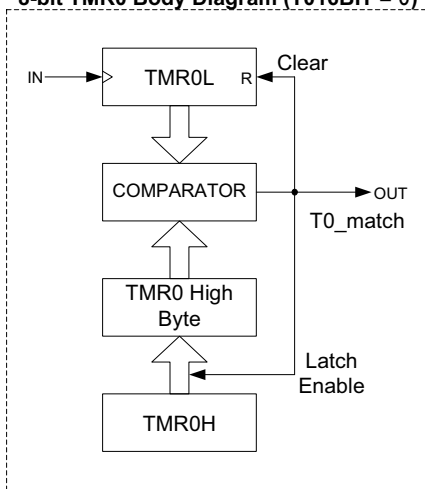 8-bit TMR0 Body Diagram (T016BIT = 0)
Clear
IN
TMR0L
R
COMPARATOR
OUT
T0_match
TMR0 High
Byte
Latch
Enable
TMR0H